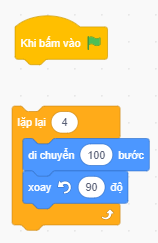 Khi bấm vào
lặp lại 4
di chuyển 100 bước
xoay 90 độ